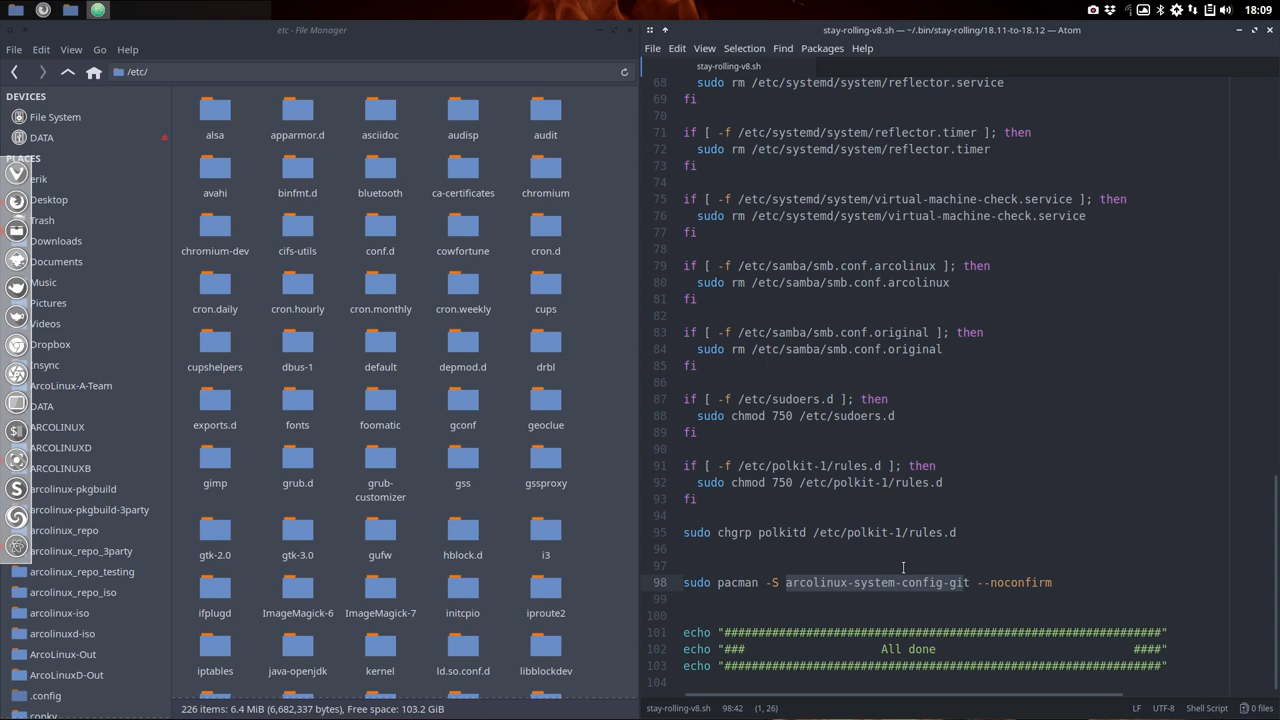 18:09
etc - File Manager
File Edit View Go Help
/etc/
DEVICES
File System
DATA
PLACES
erik
Desktop
Trash
Downloads
Documents
Music
Pictures
Videos
Dropbox
Insync
ArcoLinux-A-Team
DATA
ARCOLINUX
ARCOLINUXD
ARCOLINUXB
arcolinux-pkgbuild
arcolinux-pkgbuild-3party
arcolinux_repo
arcolinux_repo_3party
arcolinux_repo_testing
arcolinux_repo_iso
arcolinux-iso
arcolinuxd-iso
ArcoLinux-Out
ArcoLinuxD-Out
.config
conky
alsa apparmor.d asciidoc audisp audit
avahi binfmt.d bluetooth ca-certificates chromium
chromium-dev cifs-utils conf.d cowfortune cron.d
cron.daily cron.hourly cron.monthly cron.weekly cups
cupshelpers dbus-1 default depmod.d drbl
exports.d fonts foomatic gconf geoclue
gimp grub.d grub-customizer gss gssproxy
gtk-2.0 gtk-3.0 gufw hblock.d i3
ifplugd ImageMagick-6 ImageMagick-7 initcpio iproute2
iptables java-openjdk kernel ld.so.conf.d libblockdev
226 items: 6.4 MiB (6,682,337 bytes), Free space: 103.2 GiB
stay-rolling-v8.sh — ~/.bin/stay-rolling/18.11-to-18.12 — Atom
File Edit View Selection Find Packages Help
stay-rolling-v8.sh
68 sudo rm /etc/systemd/system/reflector.service
69 fi
70
71 if [ -f /etc/systemd/system/reflector.timer ]; then
72 sudo rm /etc/systemd/system/reflector.timer
73 fi
74
75 if [ -f /etc/systemd/system/virtual-machine-check.service ]; then
76 sudo rm /etc/systemd/system/virtual-machine-check.service
77 fi
78
79 if [ -f /etc/samba/smb.conf.arcolinux ]; then
80 sudo rm /etc/samba/smb.conf.arcolinux
81 fi
82
83 if [ -f /etc/samba/smb.conf.original ]; then
84 sudo rm /etc/samba/smb.conf.original
85 fi
86
87 if [ -f /etc/sudoers.d ]; then
88 sudo chmod 750 /etc/sudoers.d
89 fi
90
91 if [ -f /etc/polkit-1/rules.d ]; then
92 sudo chmod 750 /etc/polkit-1/rules.d
93 fi
94
95 sudo chgrp polkitd /etc/polkit-1/rules.d
96
97
98 sudo pacman -S arcolinux-system-config-git --noconfirm
99
100
101 echo "################################################################"
102 echo "### All done ####"
103 echo "################################################################"
104
stay-rolling-v8.sh 98:42 (1, 26) LF UTF-8 Shell Script 0 files